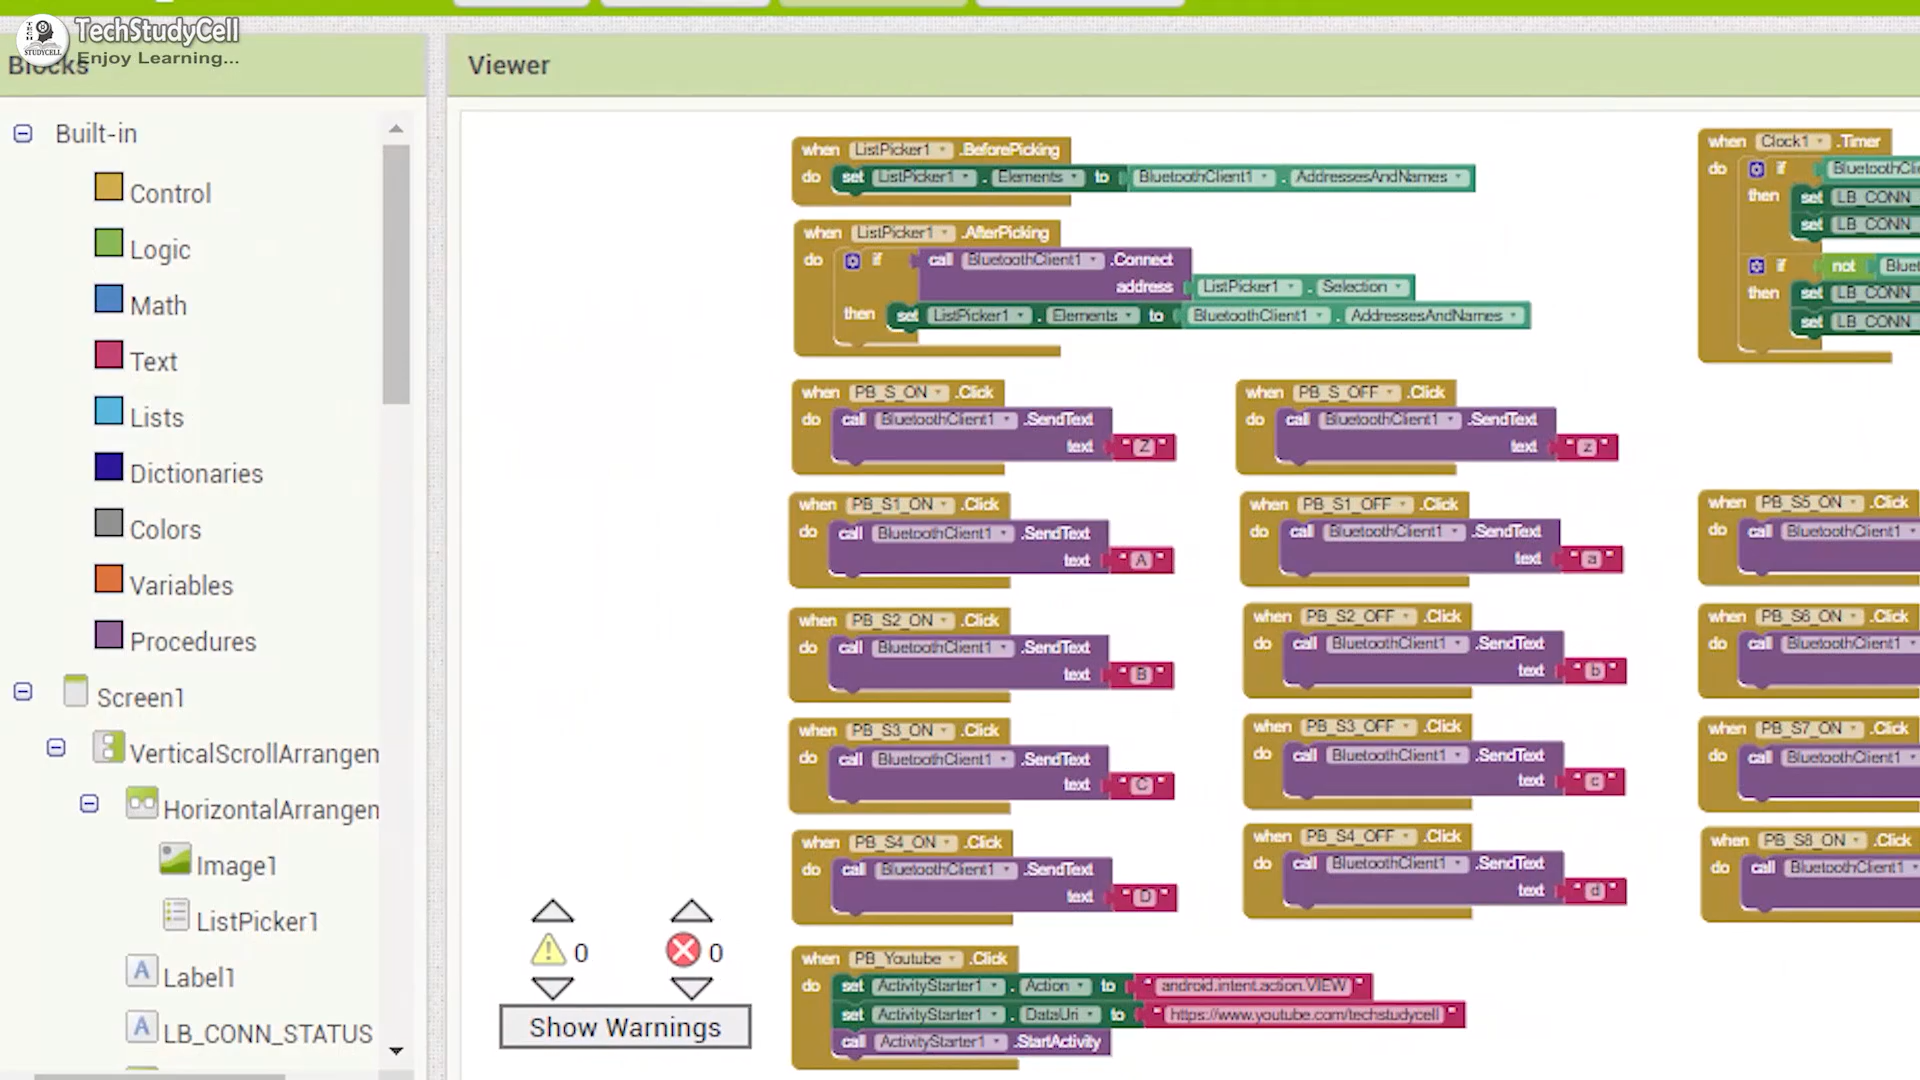 TechStudyCell
Enjoy Learning...
STUDYCELL
Blocks
Viewer
Built-in
Control
Logic
Math
Text
Lists
Dictionaries
Colors
Variables
Procedures
Screen1
VerticalScrollArrangen
HorizontalArrangen
Image1
ListPicker1
Label1
LB_CONN_STATUS
when ListPicker1 .BeforePicking
do set ListPicker1 . Elements to BluetoothClient1 . AddressesAndNames
when ListPicker1 .AfterPicking
do if call BluetoothClient1 .Connect
address ListPicker1 . Selection
then set ListPicker1 . Elements to BluetoothClient1 . AddressesAndNames
when Clock1 .Timer
do if BluetoothClie
then set LB_CONN
set LB_CONN
if not Bluet
then set LB_CONN
set LB_CONN
when PB_S_ON .Click
do call BluetoothClient1 .SendText
text " Z "
when PB_S_OFF .Click
do call BluetoothClient1 .SendText
text " z "
when PB_S1_ON .Click
do call BluetoothClient1 .SendText
text " A "
when PB_S1_OFF .Click
do call BluetoothClient1 .SendText
text " a "
when PB_S5_ON .Click
do call BluetoothClient1
when PB_S2_ON .Click
do call BluetoothClient1 .SendText
text " B "
when PB_S2_OFF .Click
do call BluetoothClient1 .SendText
text " b "
when PB_S6_ON .Click
do call BluetoothClient1
when PB_S3_ON .Click
do call BluetoothClient1 .SendText
text " C "
when PB_S3_OFF .Click
do call BluetoothClient1 .SendText
text " c "
when PB_S7_ON .Click
do call BluetoothClient1
when PB_S4_ON .Click
do call BluetoothClient1 .SendText
text " D "
when PB_S4_OFF .Click
do call BluetoothClient1 .SendText
text " d "
when PB_S8_ON .Click
do call BluetoothClient1
when PB_Youtube .Click
do set ActivityStarter1 . Action to " android.intent.action.VIEW "
set ActivityStarter1 . DataUri to " https://www.youtube.com/techstudycell "
call ActivityStarter1 .StartActivity
0 0
Show Warnings